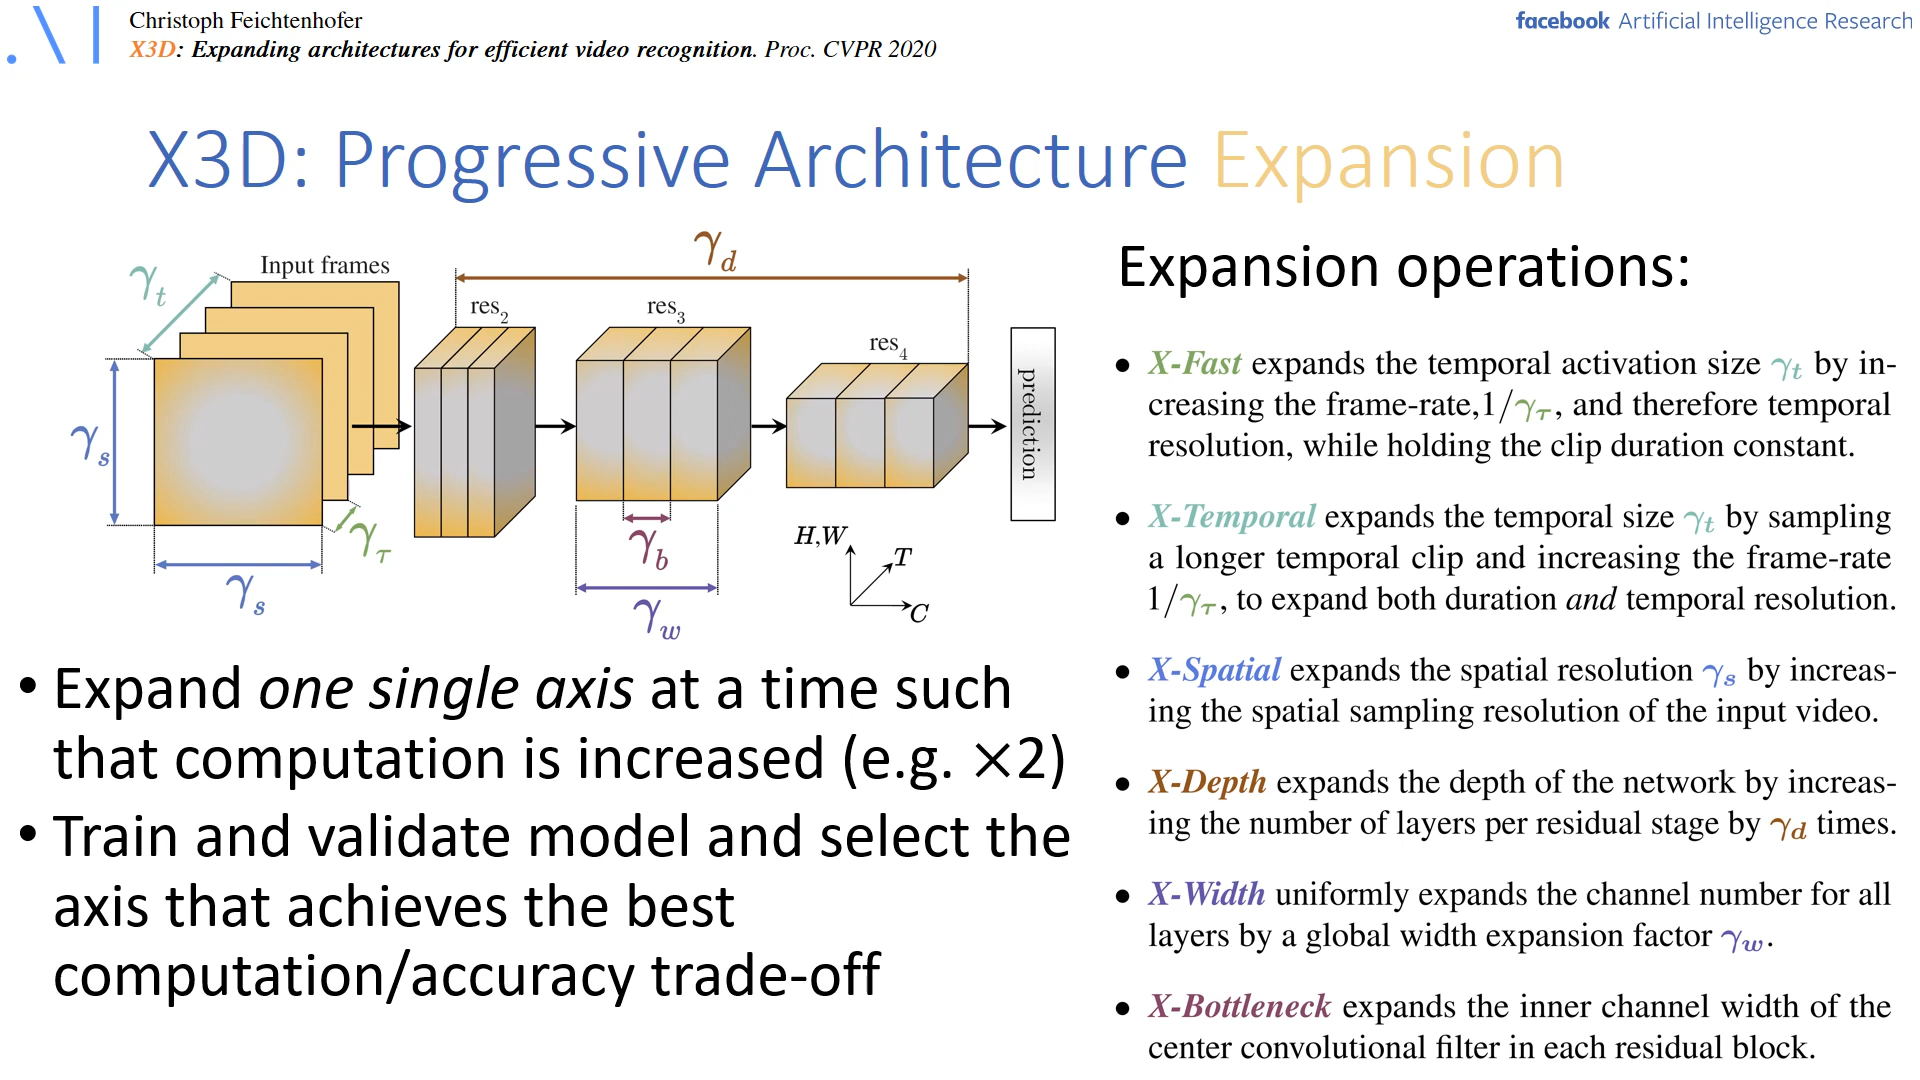 Christoph Feichtenhofer
X3D: Expanding architectures for efficient video recognition. Proc. CVPR 2020
facebook Artificial Intelligence Research
X3D: Progressive Architecture Expansion
γt
Input frames
γs
γs
γτ
γd
res2
res3
res4
γb
γw
prediction
H,W
T
C
• Expand one single axis at a time such
that computation is increased (e.g. ×2)
• Train and validate model and select the
axis that achieves the best
computation/accuracy trade-off
Expansion operations:
• X-Fast expands the temporal activation size γt by in-
creasing the frame-rate,1/γτ, and therefore temporal
resolution, while holding the clip duration constant.
• X-Temporal expands the temporal size γt by sampling
a longer temporal clip and increasing the frame-rate
1/γτ, to expand both duration and temporal resolution.
• X-Spatial expands the spatial resolution γs by increas-
ing the spatial sampling resolution of the input video.
• X-Depth expands the depth of the network by increas-
ing the number of layers per residual stage by γd times.
• X-Width uniformly expands the channel number for all
layers by a global width expansion factor γw.
• X-Bottleneck expands the inner channel width of the
center convolutional filter in each residual block.